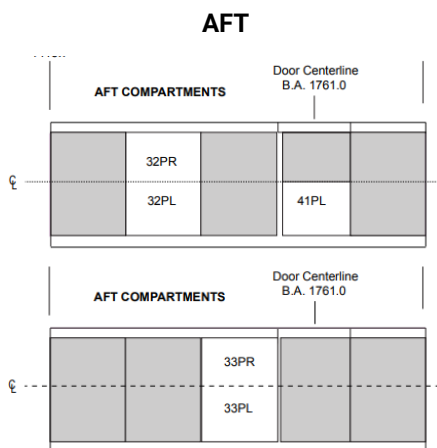 AFT
Door Centerline
B.A. 1761.0
AFT COMPARTMENTS
32PR
℄
32PL
41PL
Door Centerline
B.A. 1761.0
AFT COMPARTMENTS
33PR
℄
33PL